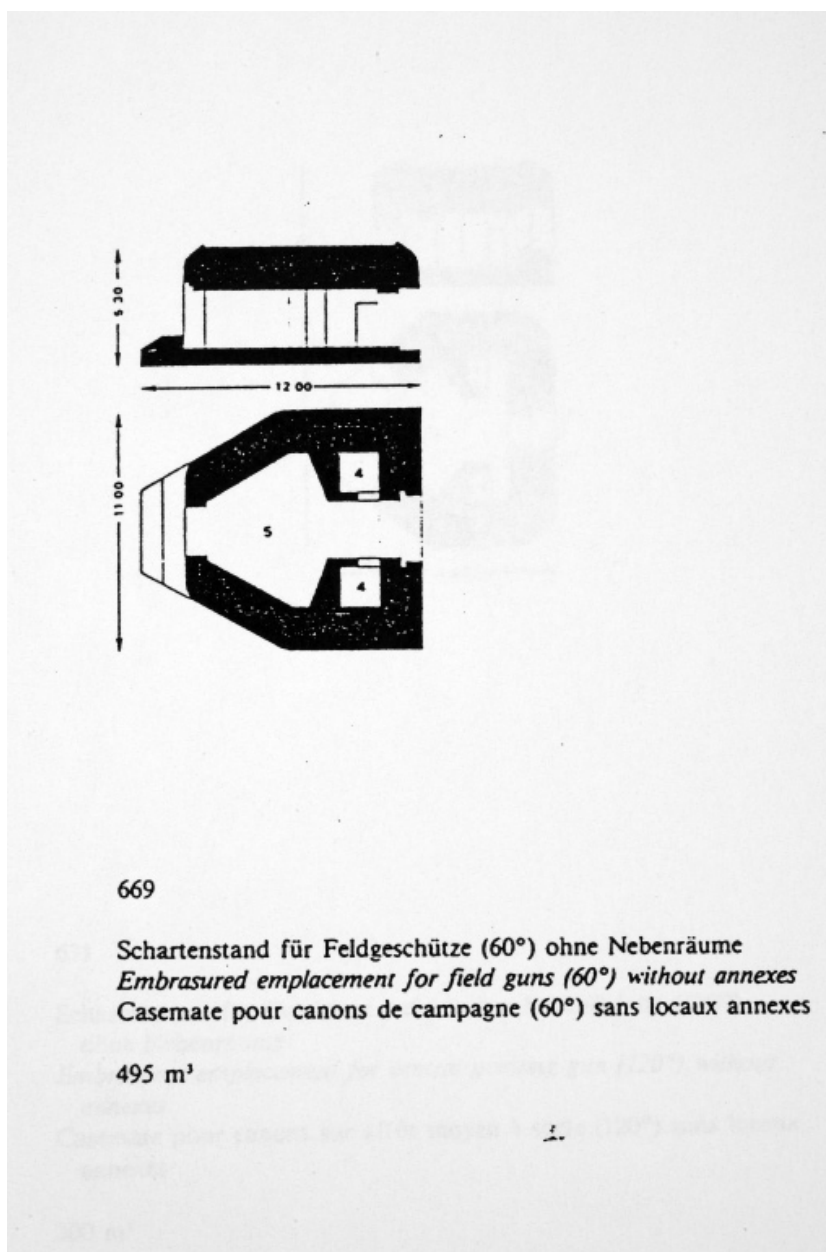 5 30
12 00
11 00
4
5
4
669
Schartenstand für Feldgeschütze (60°) ohne Nebenräume
Embrasured emplacement for field guns (60°) without annexes
Casemate pour canons de campagne (60°) sans locaux annexes
495 m³